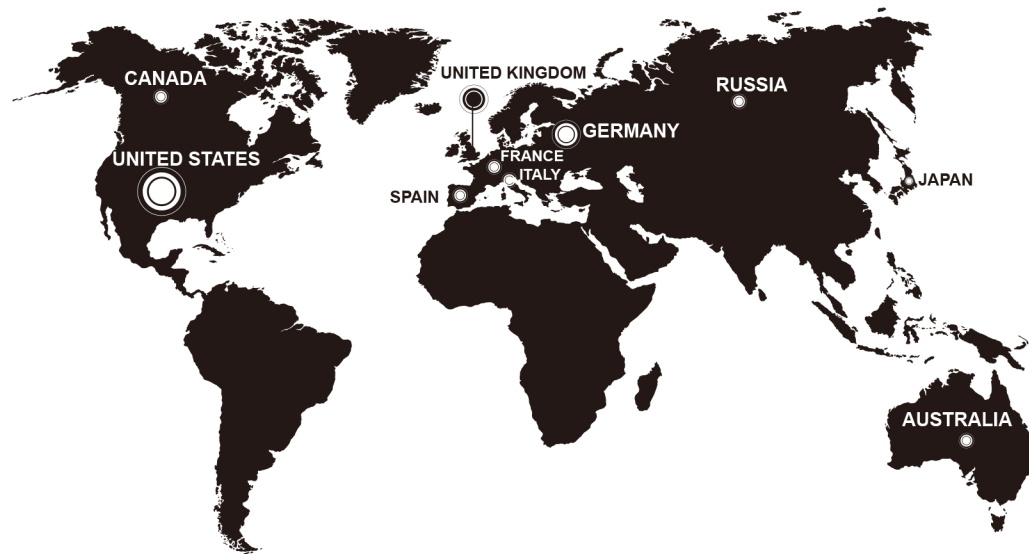 UNITED KINGDOM
CANADA
RUSSIA
GERMANY
UNITED STATES
FRANCE
ITALY
JAPAN
SPAIN
AUSTRALIA